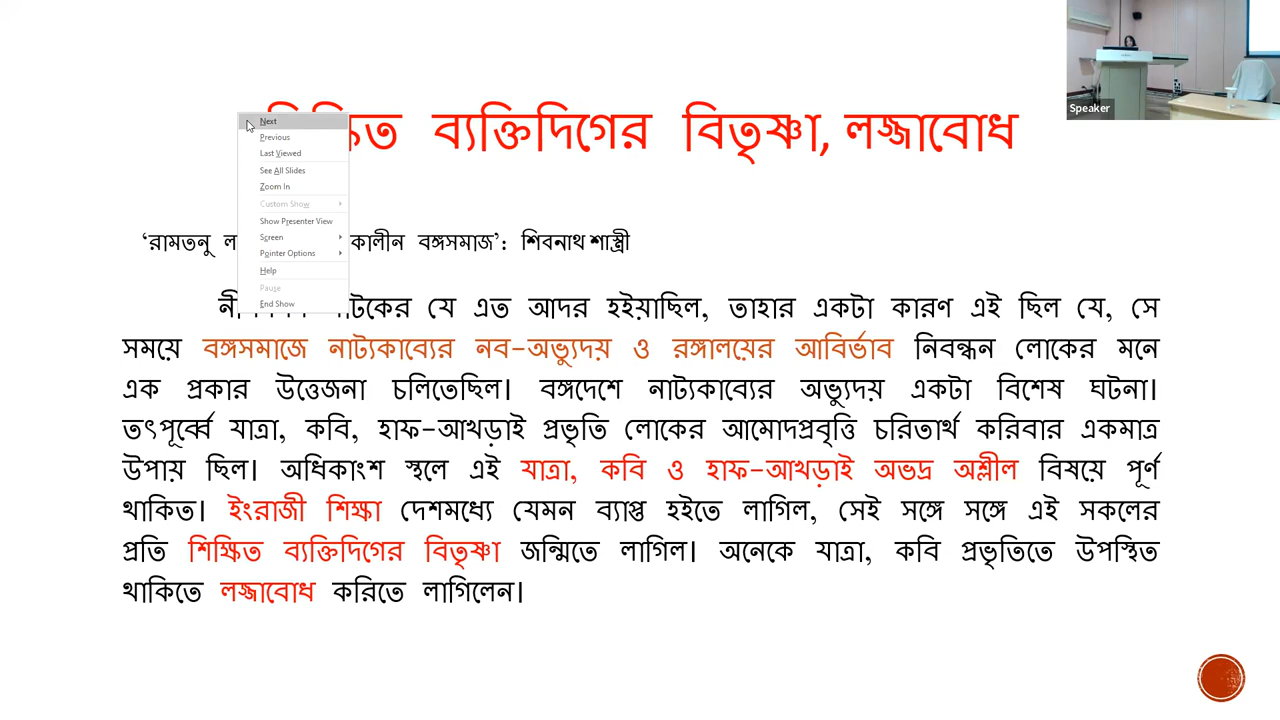 Speaker
ব্যক্তিদিগের বিতৃষ্ণা, লজ্জাবোধ
Next
Previous
Last Viewed
See All Slides
Zoom In
Custom Show
Show Presenter View
Screen
Pointer Options
Help
Pause
End Show
‘রামতনু কালীন বঙ্গসমাজ’: শিবনাথ শাস্ত্রী
যে এত আদর হইয়াছিল, তাহার একটা কারণ এই ছিল যে, সে
সময়ে বঙ্গসমাজে নাট্যকাব্যের নব-অভ্যুদয় ও রঙ্গালয়ের আবির্ভাব নিবন্ধন লোকের মনে
এক প্রকার উত্তেজনা চলিতেছিল। বঙ্গদেশে নাট্যকাব্যের অভ্যুদয় একটা বিশেষ ঘটনা।
তৎপূর্ব্বে যাত্রা, কবি, হাফ-আখড়াই প্রভৃতি লোকের আমোদপ্রবৃত্তি চরিতার্থ করিবার একমাত্র
উপায় ছিল। অধিকাংশ স্থলে এই যাত্রা, কবি ও হাফ-আখড়াই অভদ্র অশ্লীল বিষয়ে পূর্ণ
থাকিত। ইংরাজী শিক্ষা দেশমধ্যে যেমন ব্যাপ্ত হইতে লাগিল, সেই সঙ্গে সঙ্গে এই সকলের
প্রতি শিক্ষিত ব্যক্তিদিগের বিতৃষ্ণা জন্মিতে লাগিল। অনেকে যাত্রা, কবি প্রভৃতিতে উপস্থিত
থাকিতে লজ্জাবোধ করিতে লাগিলেন।